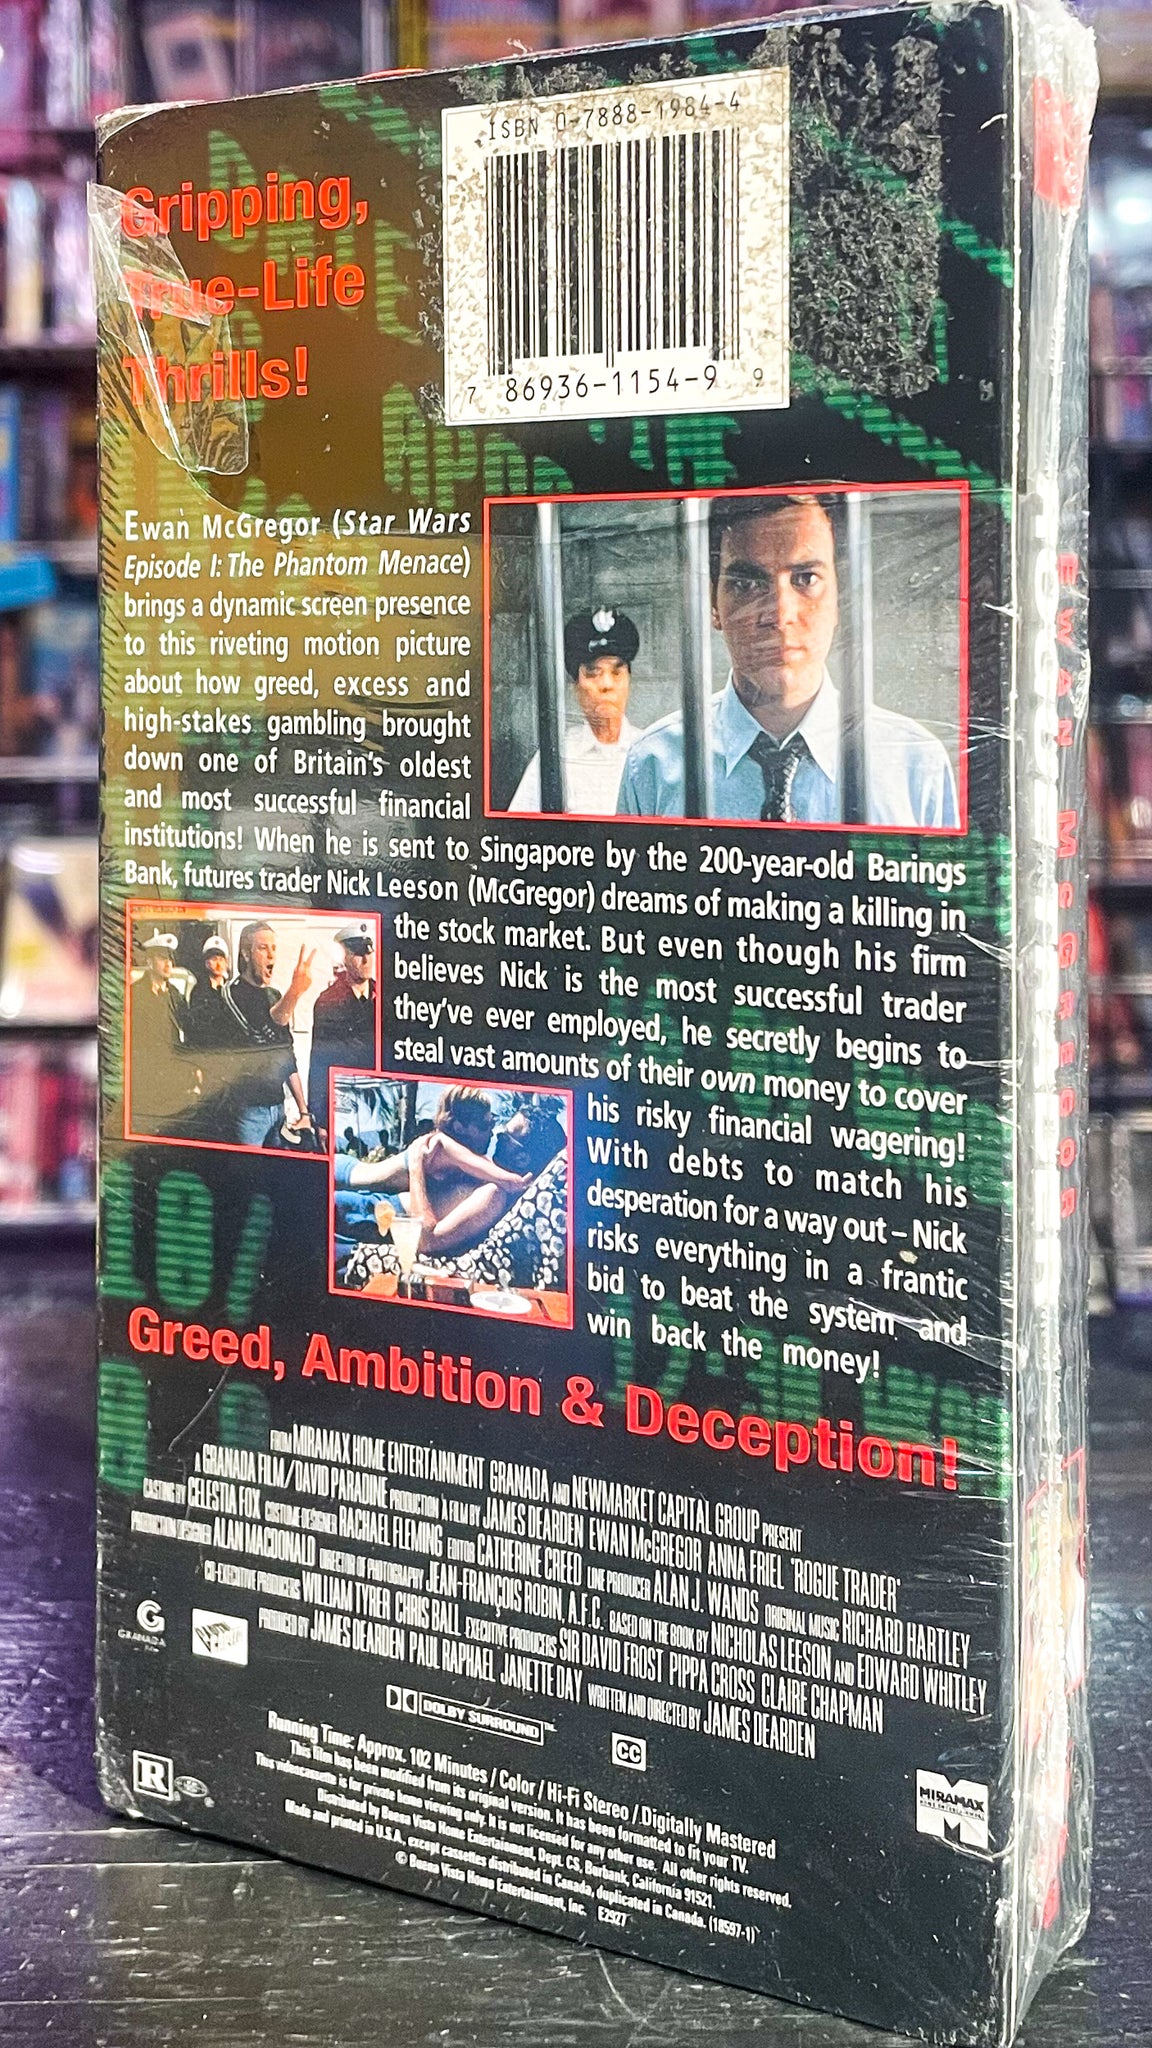 ISBN 0-7888-1984-4
7 86936-1154-9 9
Gripping,
True-Life
Thrills!
Ewan McGregor (Star Wars
Episode I: The Phantom Menace)
brings a dynamic screen presence
to this riveting motion picture
about how greed, excess and
high-stakes gambling brought
down one of Britain's oldest
and most successful financial
institutions! When he is sent to Singapore by the 200-year-old Barings
Bank, futures trader Nick Leeson (McGregor) dreams of making a killing in
the stock market. But even though his firm
believes Nick is the most successful trader
they've ever employed, he secretly begins to
steal vast amounts of their own money to cover
his risky financial wagering!
With debts to match his
desperation for a way out – Nick
risks everything in a frantic
bid to beat the system and
win back the money!
Greed, Ambition & Deception!
FROM MIRAMAX HOME ENTERTAINMENT GRANADA AND NEWMARKET CAPITAL GROUP PRESENT
A GRANADA FILM/DAVID PARADINE PRODUCTION A FILM BY JAMES DEARDEN EWAN McGREGOR ANNA FRIEL 'ROGUE TRADER'
CASTING BY CELESTIA FOX COSTUME DESIGNER RACHAEL FLEMING EDITOR CATHERINE CREED LINE PRODUCER ALAN J. WANDS ORIGINAL MUSIC RICHARD HARTLEY
PRODUCTION DESIGNER ALAN MACDONALD DIRECTOR OF PHOTOGRAPHY JEAN-FRANÇOIS ROBIN, A.F.C. BASED ON THE BOOK BY NICHOLAS LEESON AND EDWARD WHITLEY
CO-EXECUTIVE PRODUCERS WILLIAM TYRER CHRIS BALL EXECUTIVE PRODUCERS SIR DAVID FROST PIPPA CROSS CLAIRE CHAPMAN
PRODUCED BY JAMES DEARDEN PAUL RAPHAEL JANETTE DAY WRITTEN AND DIRECTED BY JAMES DEARDEN
GRANADA
DOLBY SURROUND™
CC
Running Time: Approx. 102 Minutes / Color / Hi-Fi Stereo / Digitally Mastered
This film has been modified from its original version. It has been formatted to fit your TV.
This videocassette is for private home viewing only. It is not licensed for any other use. All other rights reserved.
Distributed by Buena Vista Home Entertainment, Dept. CS, Burbank, California 91521.
Made and printed in U.S.A., except cassettes distributed in Canada, duplicated in Canada. (18597-1)
© Buena Vista Home Entertainment, Inc. E2927
R
MIRAMAX
HOME ENTERTAINMENT
EWAN McGREGOR